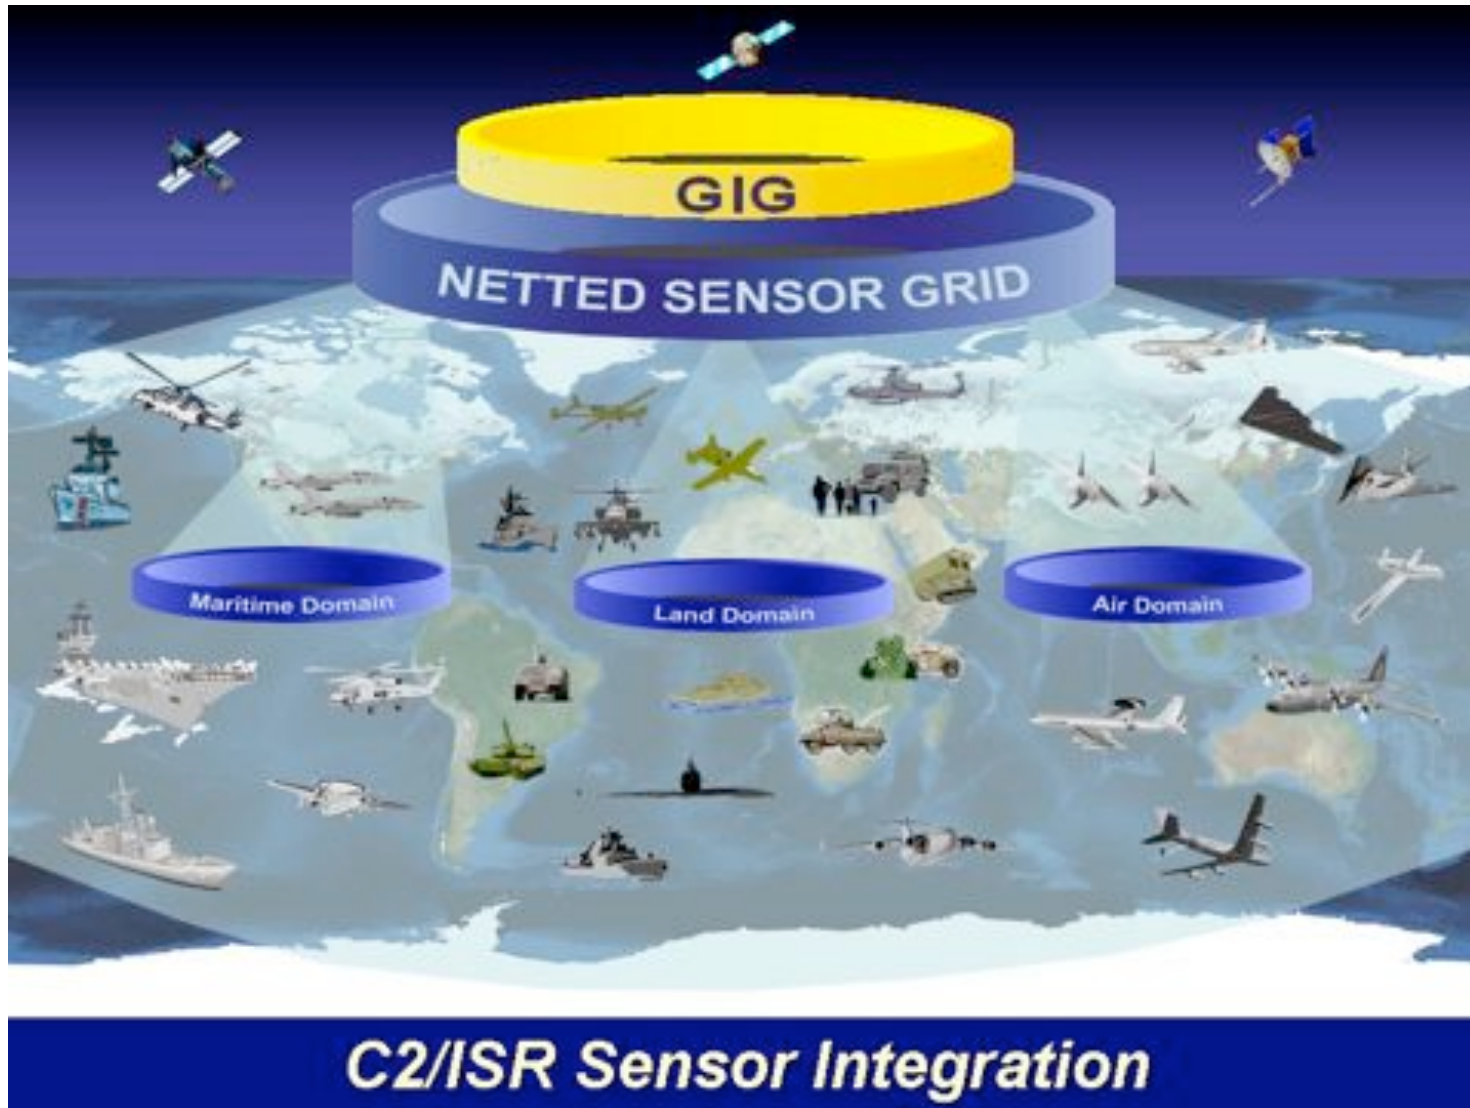 GIG
NETTED SENSOR GRID
Maritime Domain
Land Domain
Air Domain
C2/ISR Sensor Integration